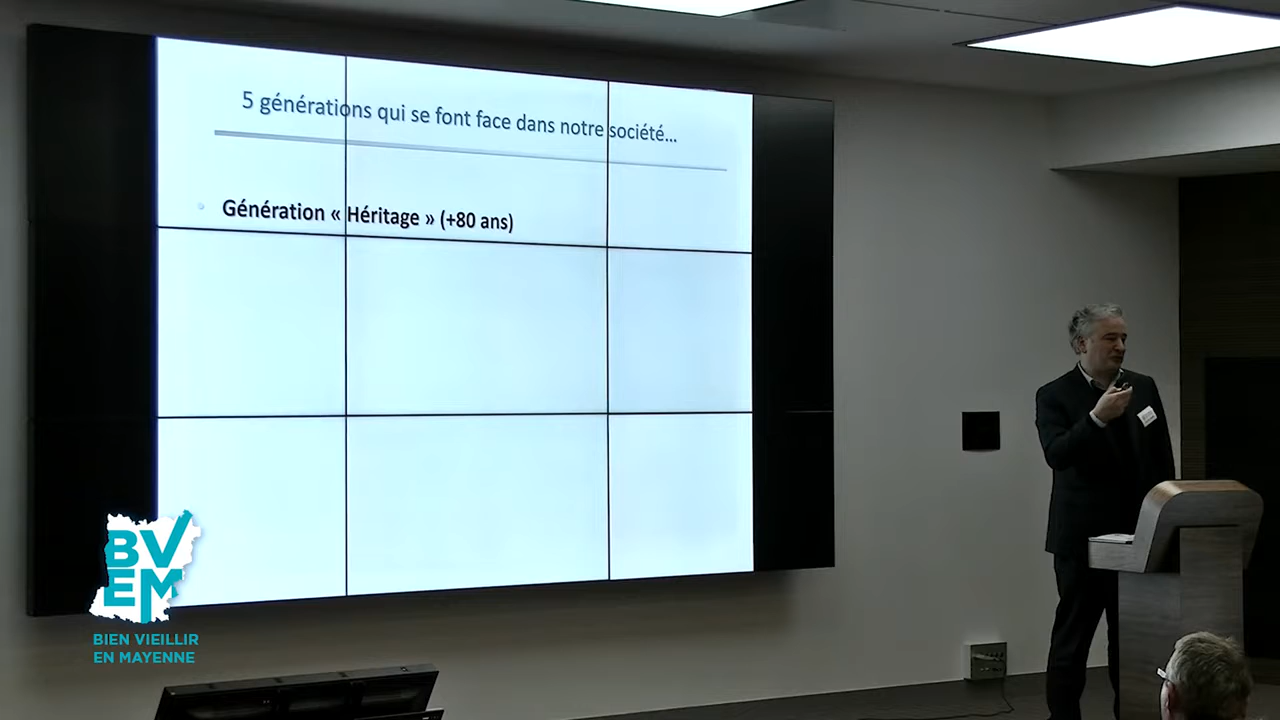 5 générations qui se font face dans notre société...
Génération « Héritage » (+80 ans)
BV
EM
BIEN VIEILLIR
EN MAYENNE